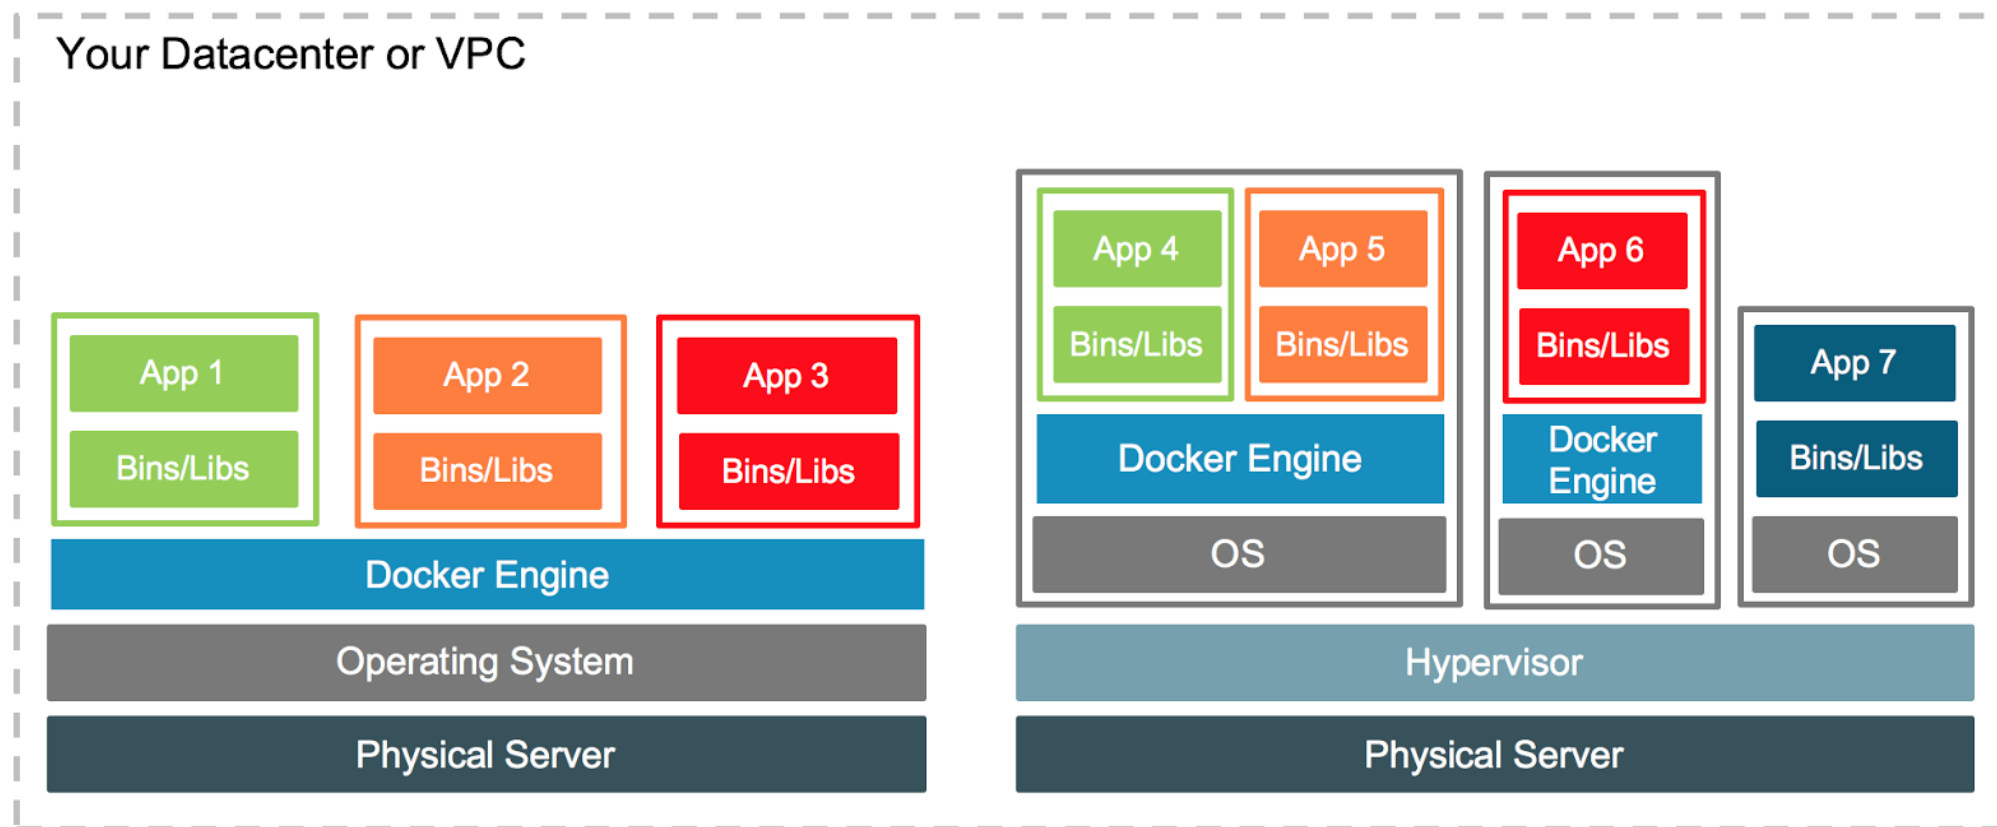 Your Datacenter or VPC
App 1
Bins/Libs
App 2
Bins/Libs
App 3
Bins/Libs
Docker Engine
Operating System
Physical Server
App 4
Bins/Libs
App 5
Bins/Libs
Docker Engine
OS
App 6
Bins/Libs
Docker
Engine
OS
App 7
Bins/Libs
OS
Hypervisor
Physical Server